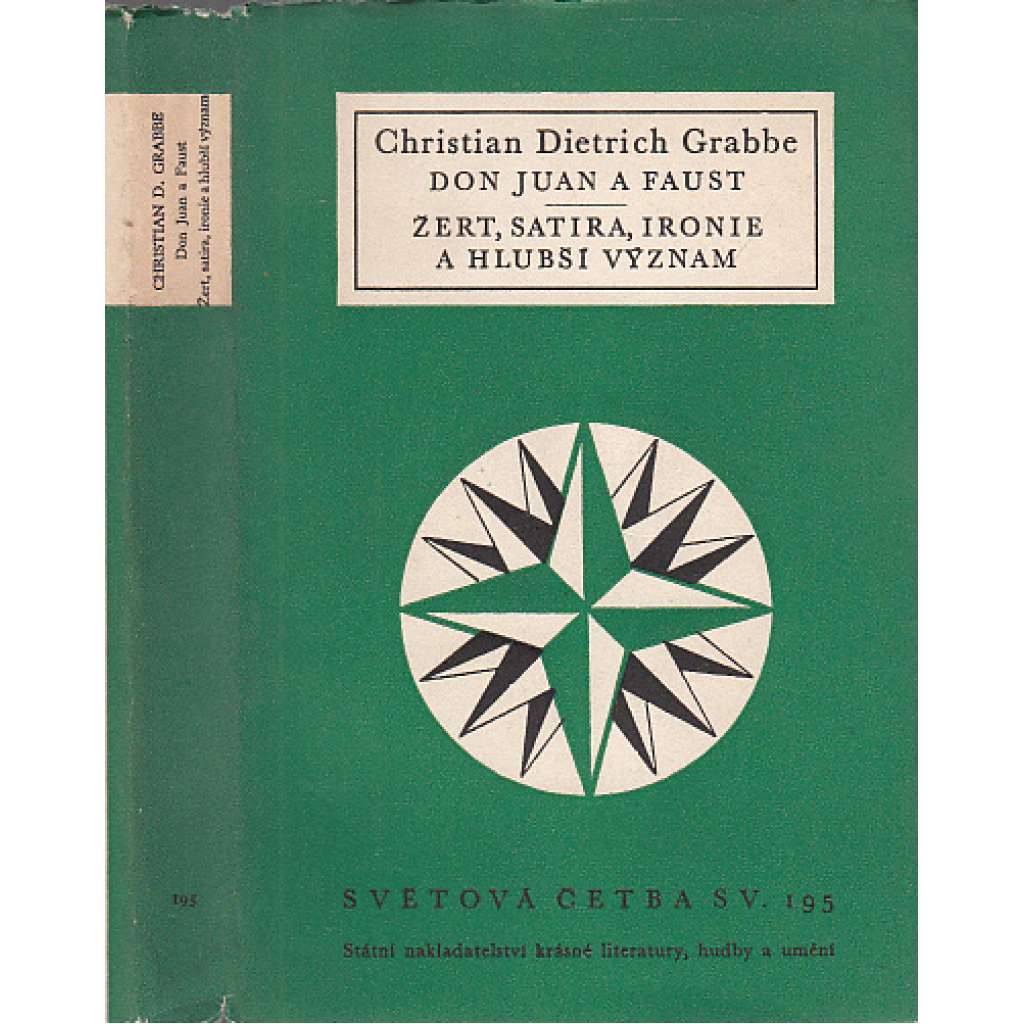 CHRISTIAN D. GRABBE
Don Juan a Faust
Žert, satira, ironie a hlubší význam
195
Christian Dietrich Grabbe
DON JUAN A FAUST
ŽERT, SATIRA, IRONIE
A HLUBŠÍ VÝZNAM
SVĚTOVÁ ČETBA SV. 195
Státní nakladatelství krásné literatury, hudby a umění